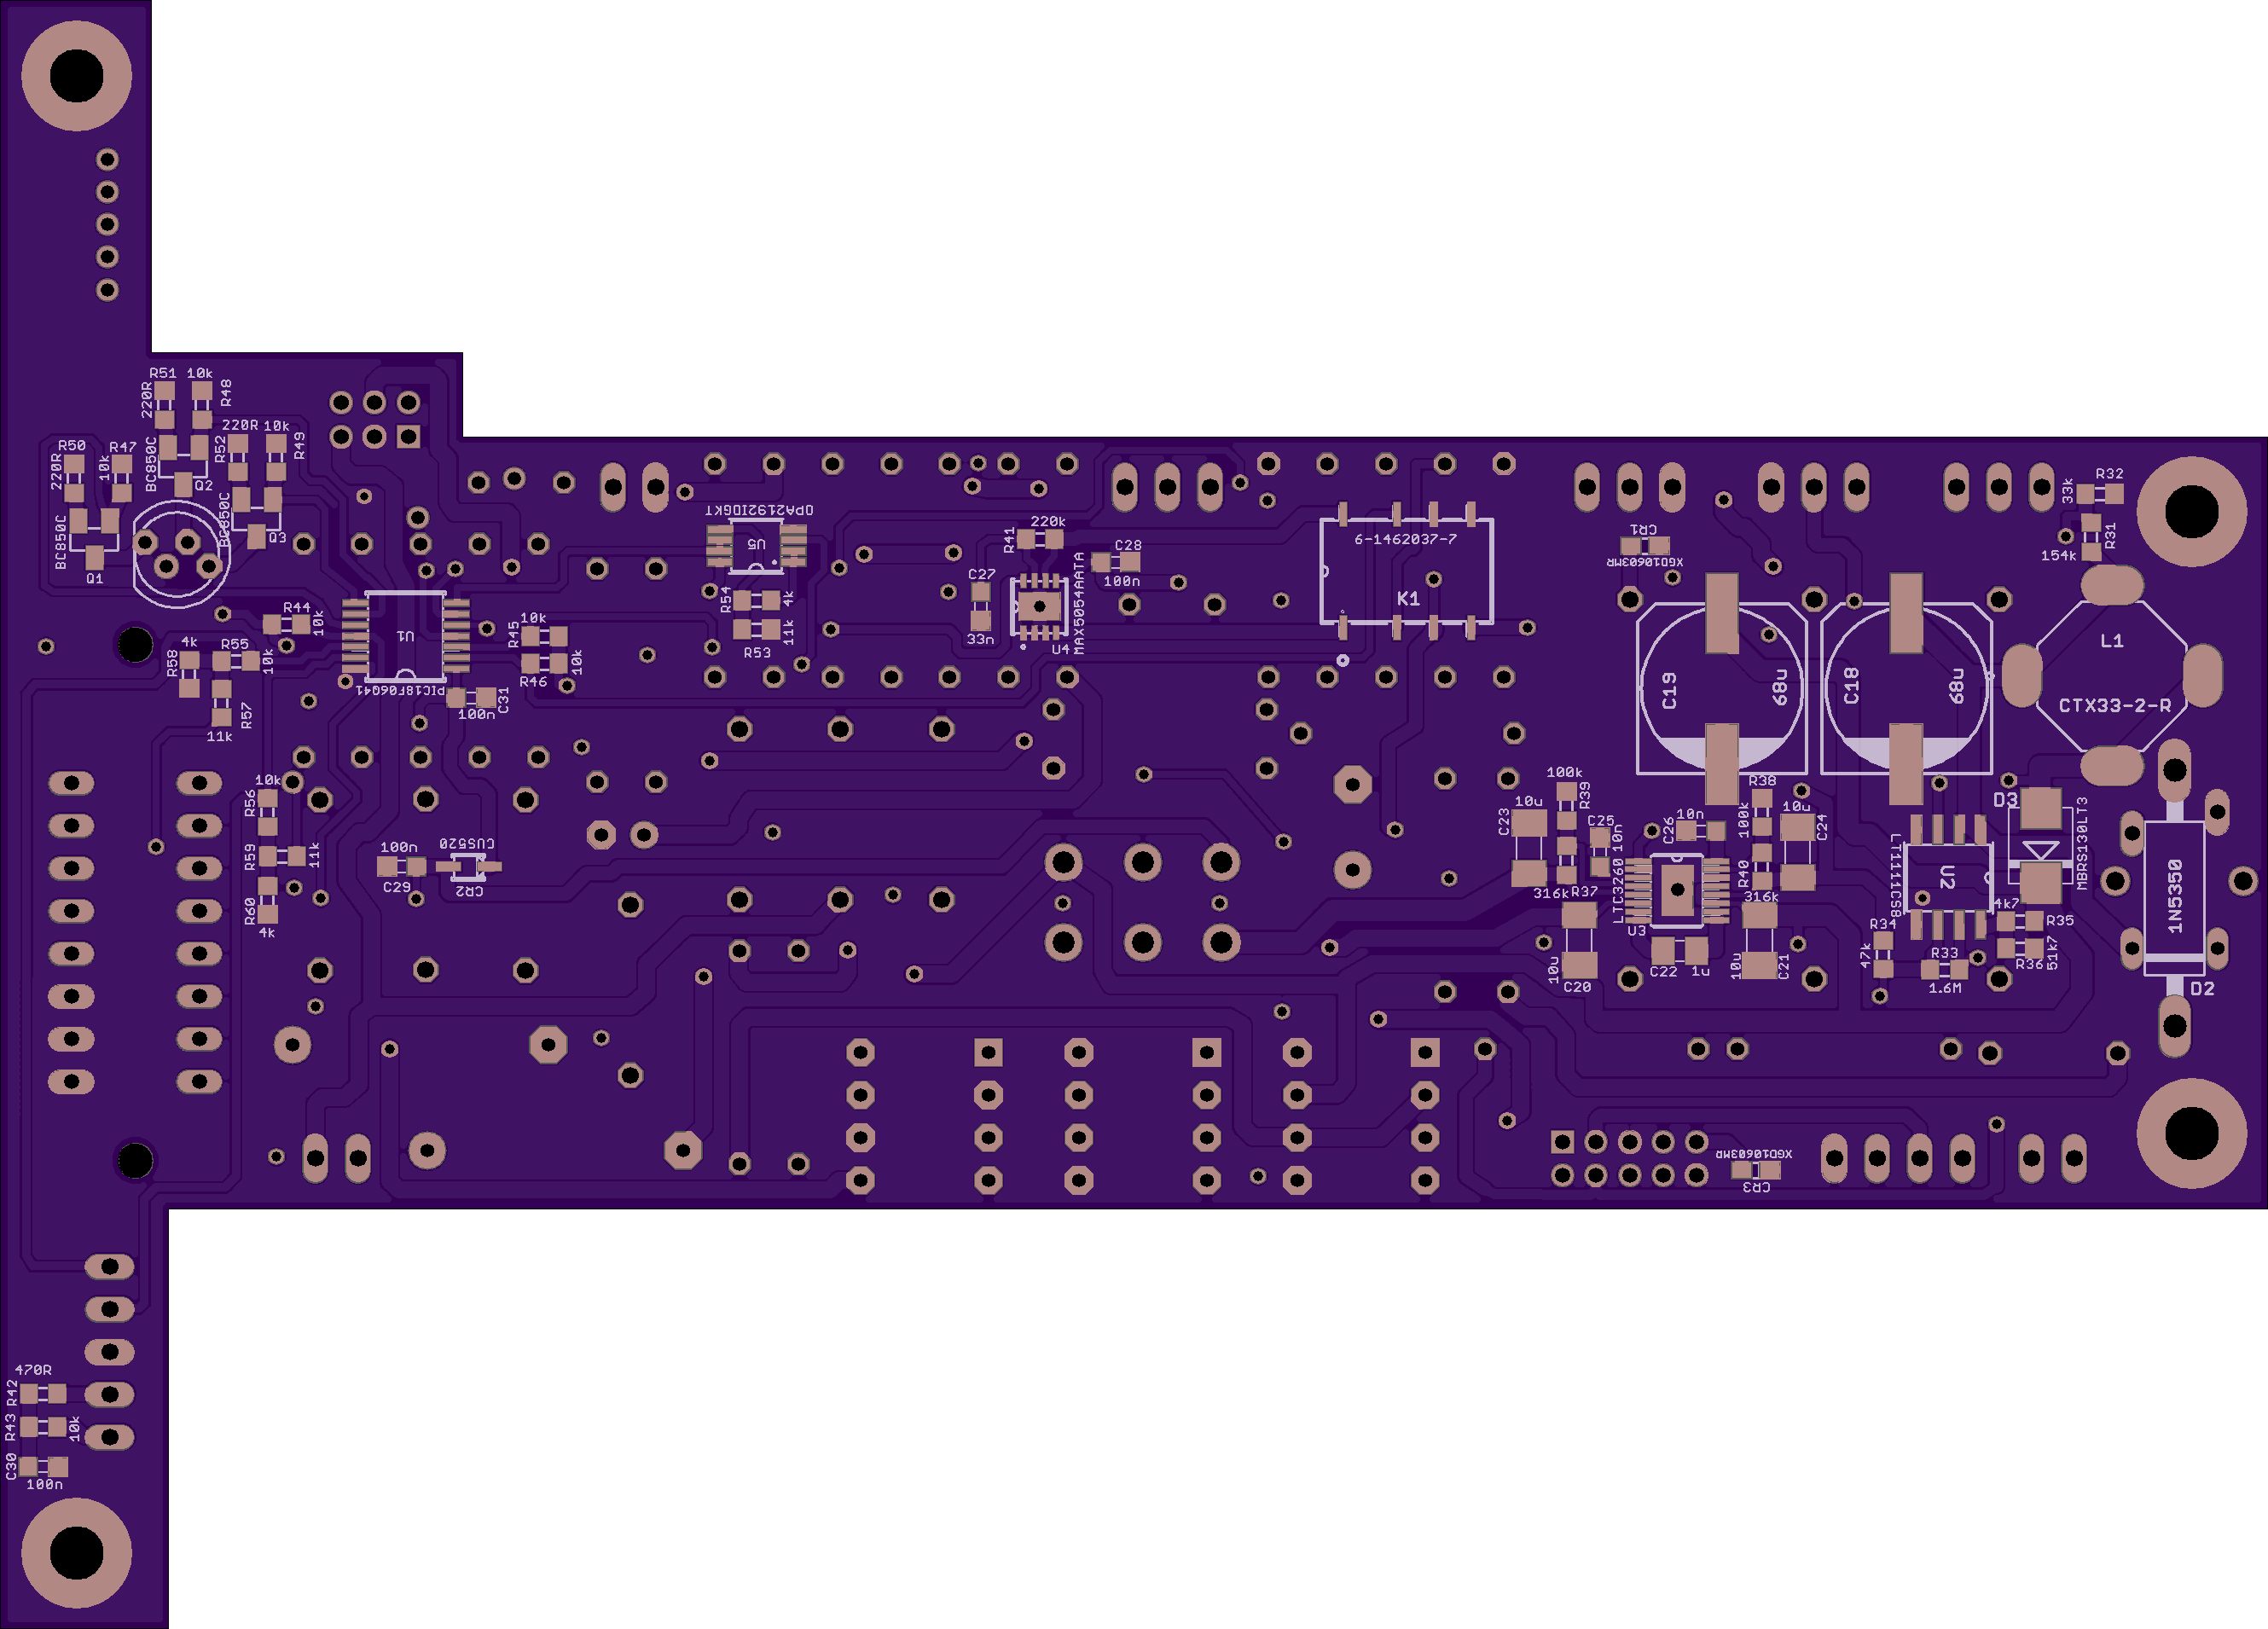 R51 10k
220R
R48
R50
R47
220R
10k
BC850C
Q2
220R 10k
R52
R49
BC850C
Q1
BC850C
Q3
R44
10k
4k
R58
R55
10k
R57
11k
U1
PIC18F06Q41
100n
C31
10k
R45
R46
10k
OPA2192IDGKT
U5
R54
4k
11k
R53
220k
R41
C27
33n
MAX5054AATA
U4
C28
100n
6-1462037-7
K1
CR1
XGD10603MR
33k
R32
154k
R31
L1
CTX33-2-R
C19
68u
C18
68u
10k
R56
R59
11k
R60
4k
100n
C29
CUS520
CR2
100k
R39
10u
C23
C25
10n
316k
R37
LTC3260
U3
C26
10n
R38
100k
10u
C24
R40
316k
10u
C20
C22
1u
10u
C21
D3
MBRS130LT3
LT1111CS8
U2
4k7
R35
R34
47k
R33
1.6M
R36
51k7
1N5350
D2
XGD10603MR
CR3
470R
R42
R43
10k
C30
100n